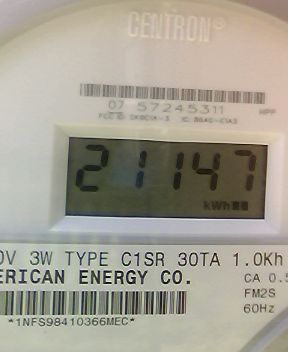 CENTRON®
07 57245311
HPP
21147
kWh
0V 3W TYPE C1SR 30TA 1.0Kh
ERICAN ENERGY CO.
CA 0.5
FM2S
60Hz
*1NFS98410366MEC*